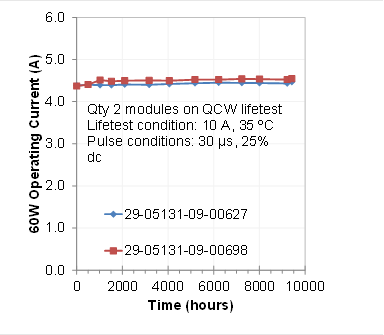 6.0
5.0
4.0
3.0
2.0
1.0
0.0
60W Operating Current (A)
Qty 2 modules on QCW lifetest
Lifetest condition: 10 A, 35 ºC
Pulse conditions: 30 µs, 25%
dc
29-05131-09-00627
29-05131-09-00698
0 2000 4000 6000 8000 10000
Time (hours)